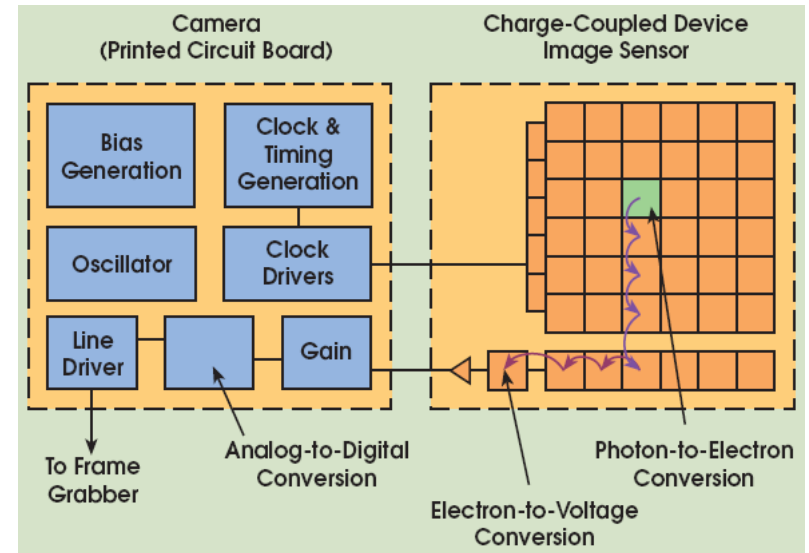 Camera
(Printed Circuit Board)
Charge-Coupled Device
Image Sensor
Bias
Generation
Clock &
Timing
Generation
Oscillator
Clock
Drivers
Line
Driver
Gain
To Frame
Grabber
Analog-to-Digital
Conversion
Electron-to-Voltage
Conversion
Photon-to-Electron
Conversion